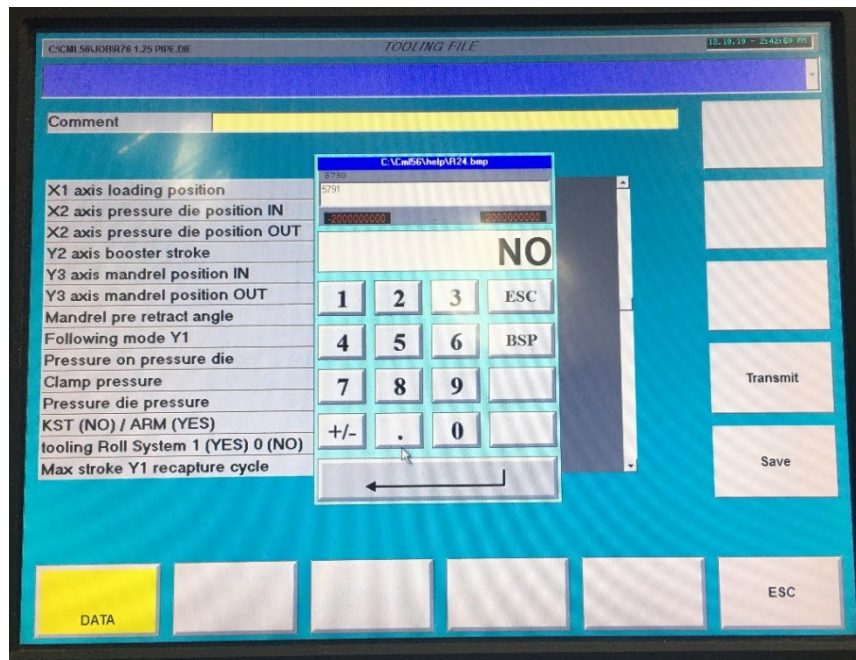 C:\CML56\JOB\R76 1.25 PIPE.DIE
TOOLING FILE
18.10.19 - 2:42:59 PM
Comment
X1 axis loading position
X2 axis pressure die position IN
X2 axis pressure die position OUT
Y2 axis booster stroke
Y3 axis mandrel position IN
Y3 axis mandrel position OUT
Mandrel pre retract angle
Following mode Y1
Pressure on pressure die
Clamp pressure
Pressure die pressure
KST (NO) / ARM (YES)
tooling Roll System 1 (YES) 0 (NO)
Max stroke Y1 recapture cycle
C:\Cml56\help\R24.bmp
5790
5791
-2000000000
2000000000
NO
1 2 3 ESC
4 5 6 BSP
7 8 9
+/- . 0
Transmit
Save
DATA
ESC